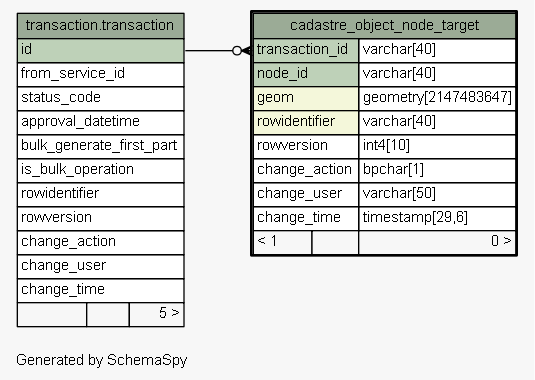 transaction.transaction
id
from_service_id
status_code
approval_datetime
bulk_generate_first_part
is_bulk_operation
rowidentifier
rowversion
change_action
change_user
change_time
5 >
cadastre_object_node_target
transaction_id varchar[40]
node_id varchar[40]
geom geometry[2147483647]
rowidentifier varchar[40]
rowversion int4[10]
change_action bpchar[1]
change_user varchar[50]
change_time timestamp[29,6]
< 1 0 >
Generated by SchemaSpy